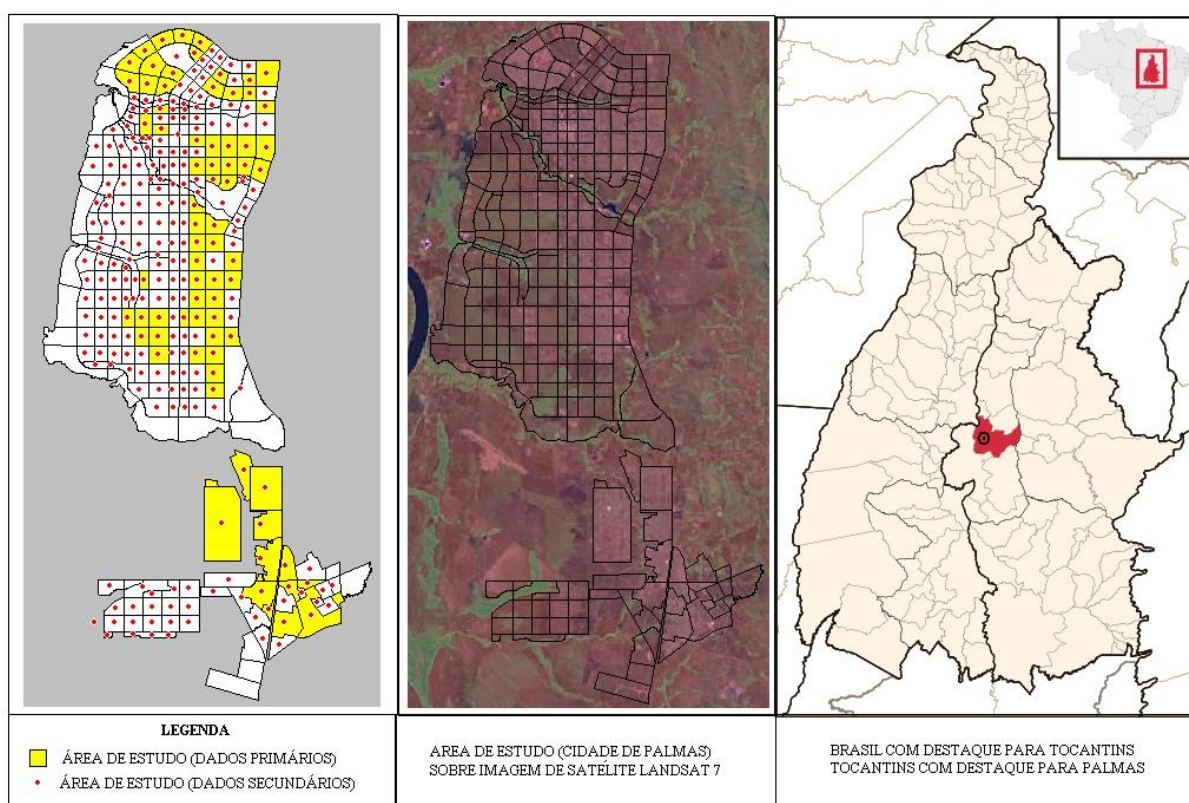 LEGENDA
ÁREA DE ESTUDO (DADOS PRIMÁRIOS)
ÁREA DE ESTUDO (DADOS SECUNDÁRIOS)
AREA DE ESTUDO (CIDADE DE PALMAS)
SOBRE IMAGEM DE SATÉLITE LANDSAT 7
BRASIL COM DESTAQUE PARA TOCANTINS
TOCANTINS COM DESTAQUE PARA PALMAS